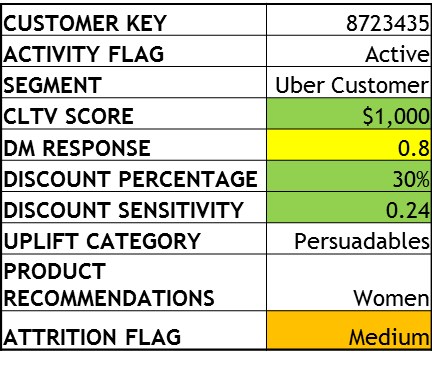 CUSTOMER KEY 8723435
ACTIVITY FLAG Active
SEGMENT Uber Customer
CLTV SCORE $1,000
DM RESPONSE 0.8
DISCOUNT PERCENTAGE 30%
DISCOUNT SENSITIVITY 0.24
UPLIFT CATEGORY Persuadables
PRODUCT
RECOMMENDATIONS Women
ATTRITION FLAG Medium